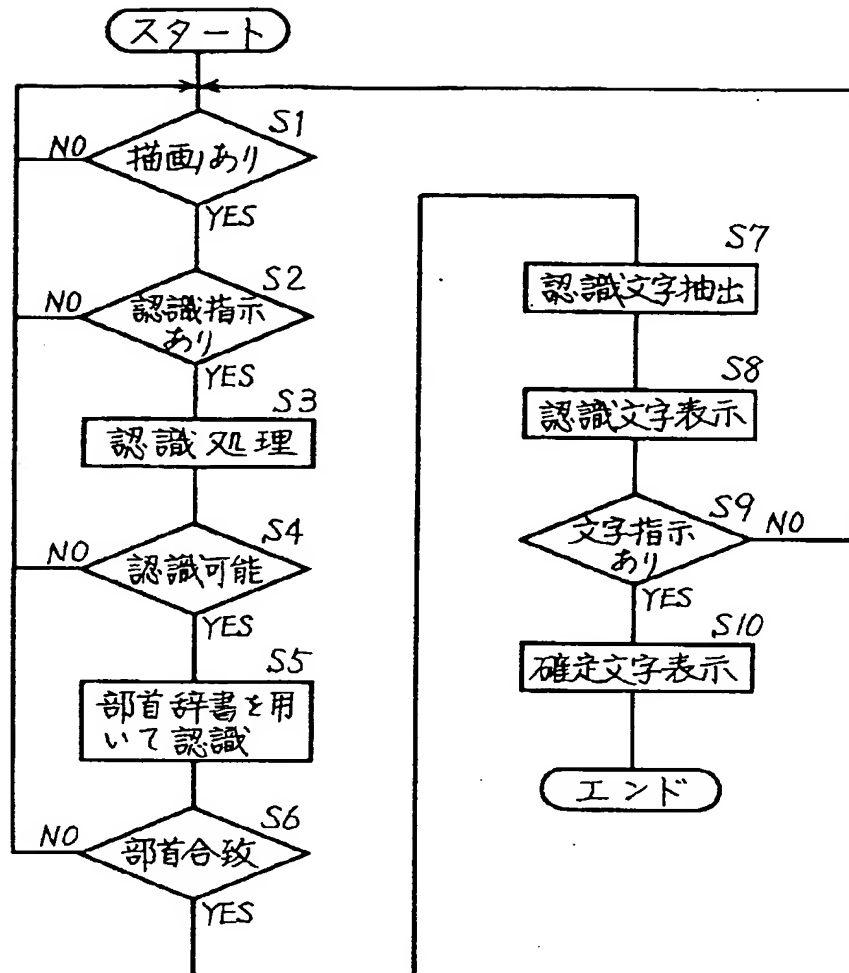 スタート
S1
NO
描画あり
YES
S2
NO
認識指示
あり
YES
S3
認識処理
S4
NO
認識可能
YES
S5
部首辞書を用
いて認識
S6
NO
部首合致
YES
S7
認識文字抽出
S8
認識文字表示
S9
文字指示
あり
NO
YES
S10
確定文字表示
エンド